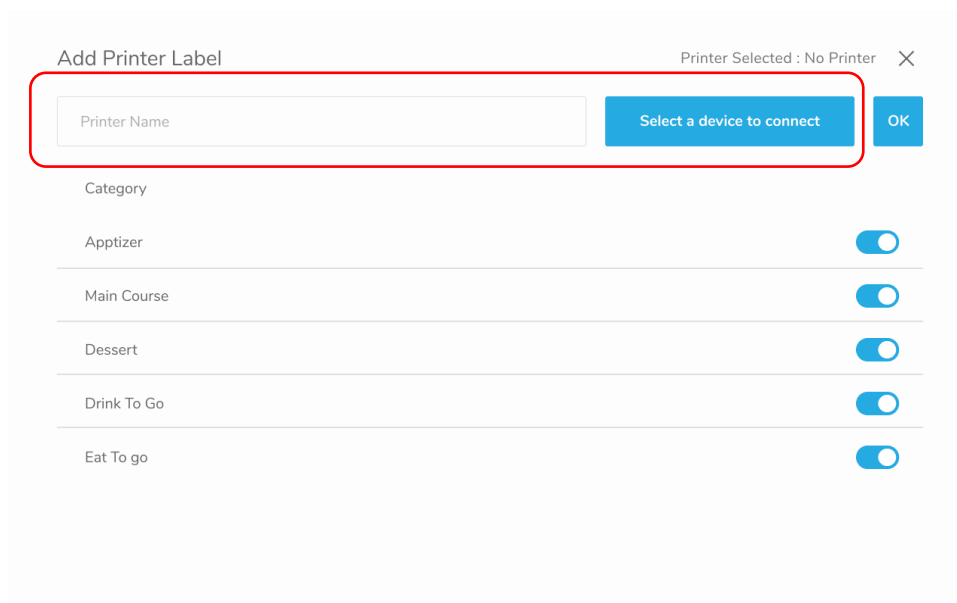 Add Printer Label
Printer Selected : No Printer
Printer Name
Select a device to connect
OK
Category
Apptizer
Main Course
Dessert
Drink To Go
Eat To go